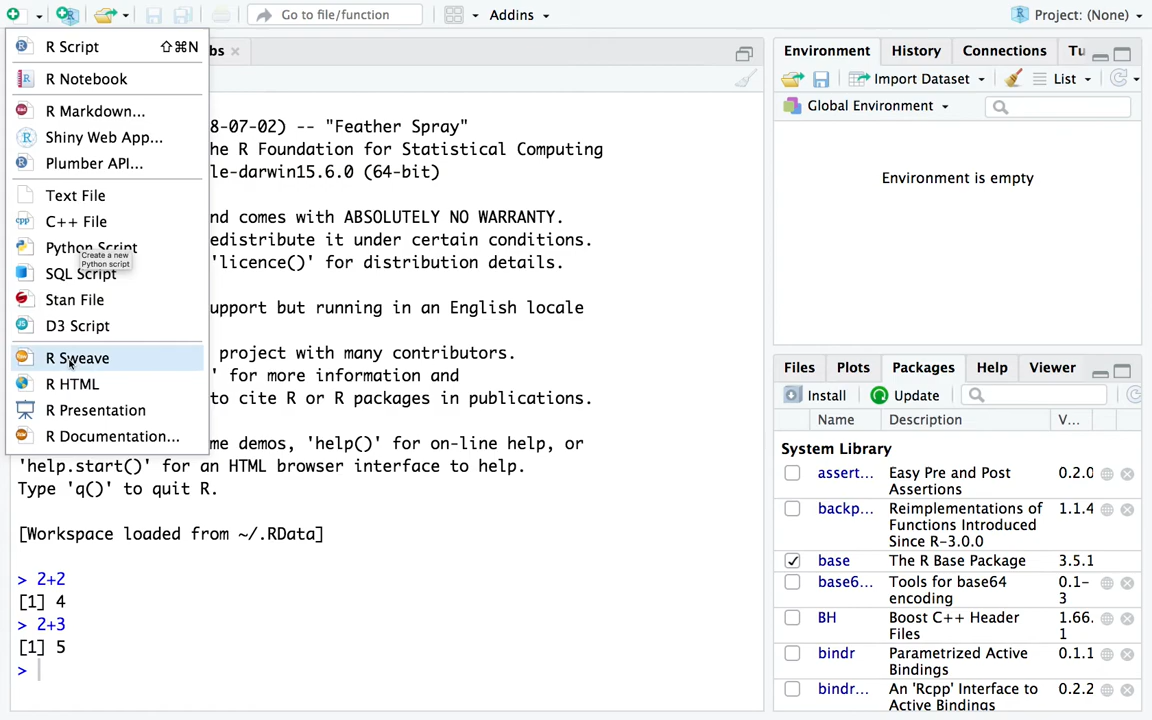 Go to file/function
Addins
Project: (None)
R Script ⇧⌘N
R Notebook
R Markdown...
Shiny Web App...
Plumber API...
Text File
C++ File
Python Script
Create a new
Python script
SQL Script
Stan File
D3 Script
R Sweave
R HTML
R Presentation
R Documentation...
bs
8-07-02) -- "Feather Spray"
he R Foundation for Statistical Computing
le-darwin15.6.0 (64-bit)
nd comes with ABSOLUTELY NO WARRANTY.
edistribute it under certain conditions.
'licence()' for distribution details.
upport but running in an English locale
project with many contributors.
' for more information and
to cite R or R packages in publications.
me demos, 'help()' for on-line help, or
'help.start()' for an HTML browser interface to help.
Type 'q()' to quit R.
[Workspace loaded from ~/.RData]
> 2+2
[1] 4
> 2+3
[1] 5
>
Environment History Connections Tu
Import Dataset List
Global Environment
Environment is empty
Files Plots Packages Help Viewer
Install Update
Name Description V...
System Library
assert... Easy Pre and Post 0.2.0
Assertions
backp... Reimplementations of 1.1.4
Functions Introduced
Since R-3.0.0
base The R Base Package 3.5.1
base6... Tools for base64 0.1-
encoding 3
BH Boost C++ Header 1.66.
Files 1
bindr Parametrized Active 0.1.1
Bindings
bindr... An 'Rcpp' Interface to 0.2.2
Active Bindings